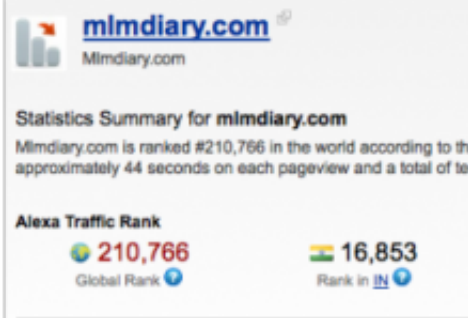 mlmdiary.com
Mlmdiary.com
Statistics Summary for mlmdiary.com
Mlmdiary.com is ranked #210,766 in the world according to th
approximately 44 seconds on each pageview and a total of te
Alexa Traffic Rank
210,766
Global Rank ?
16,853
Rank in IN ?